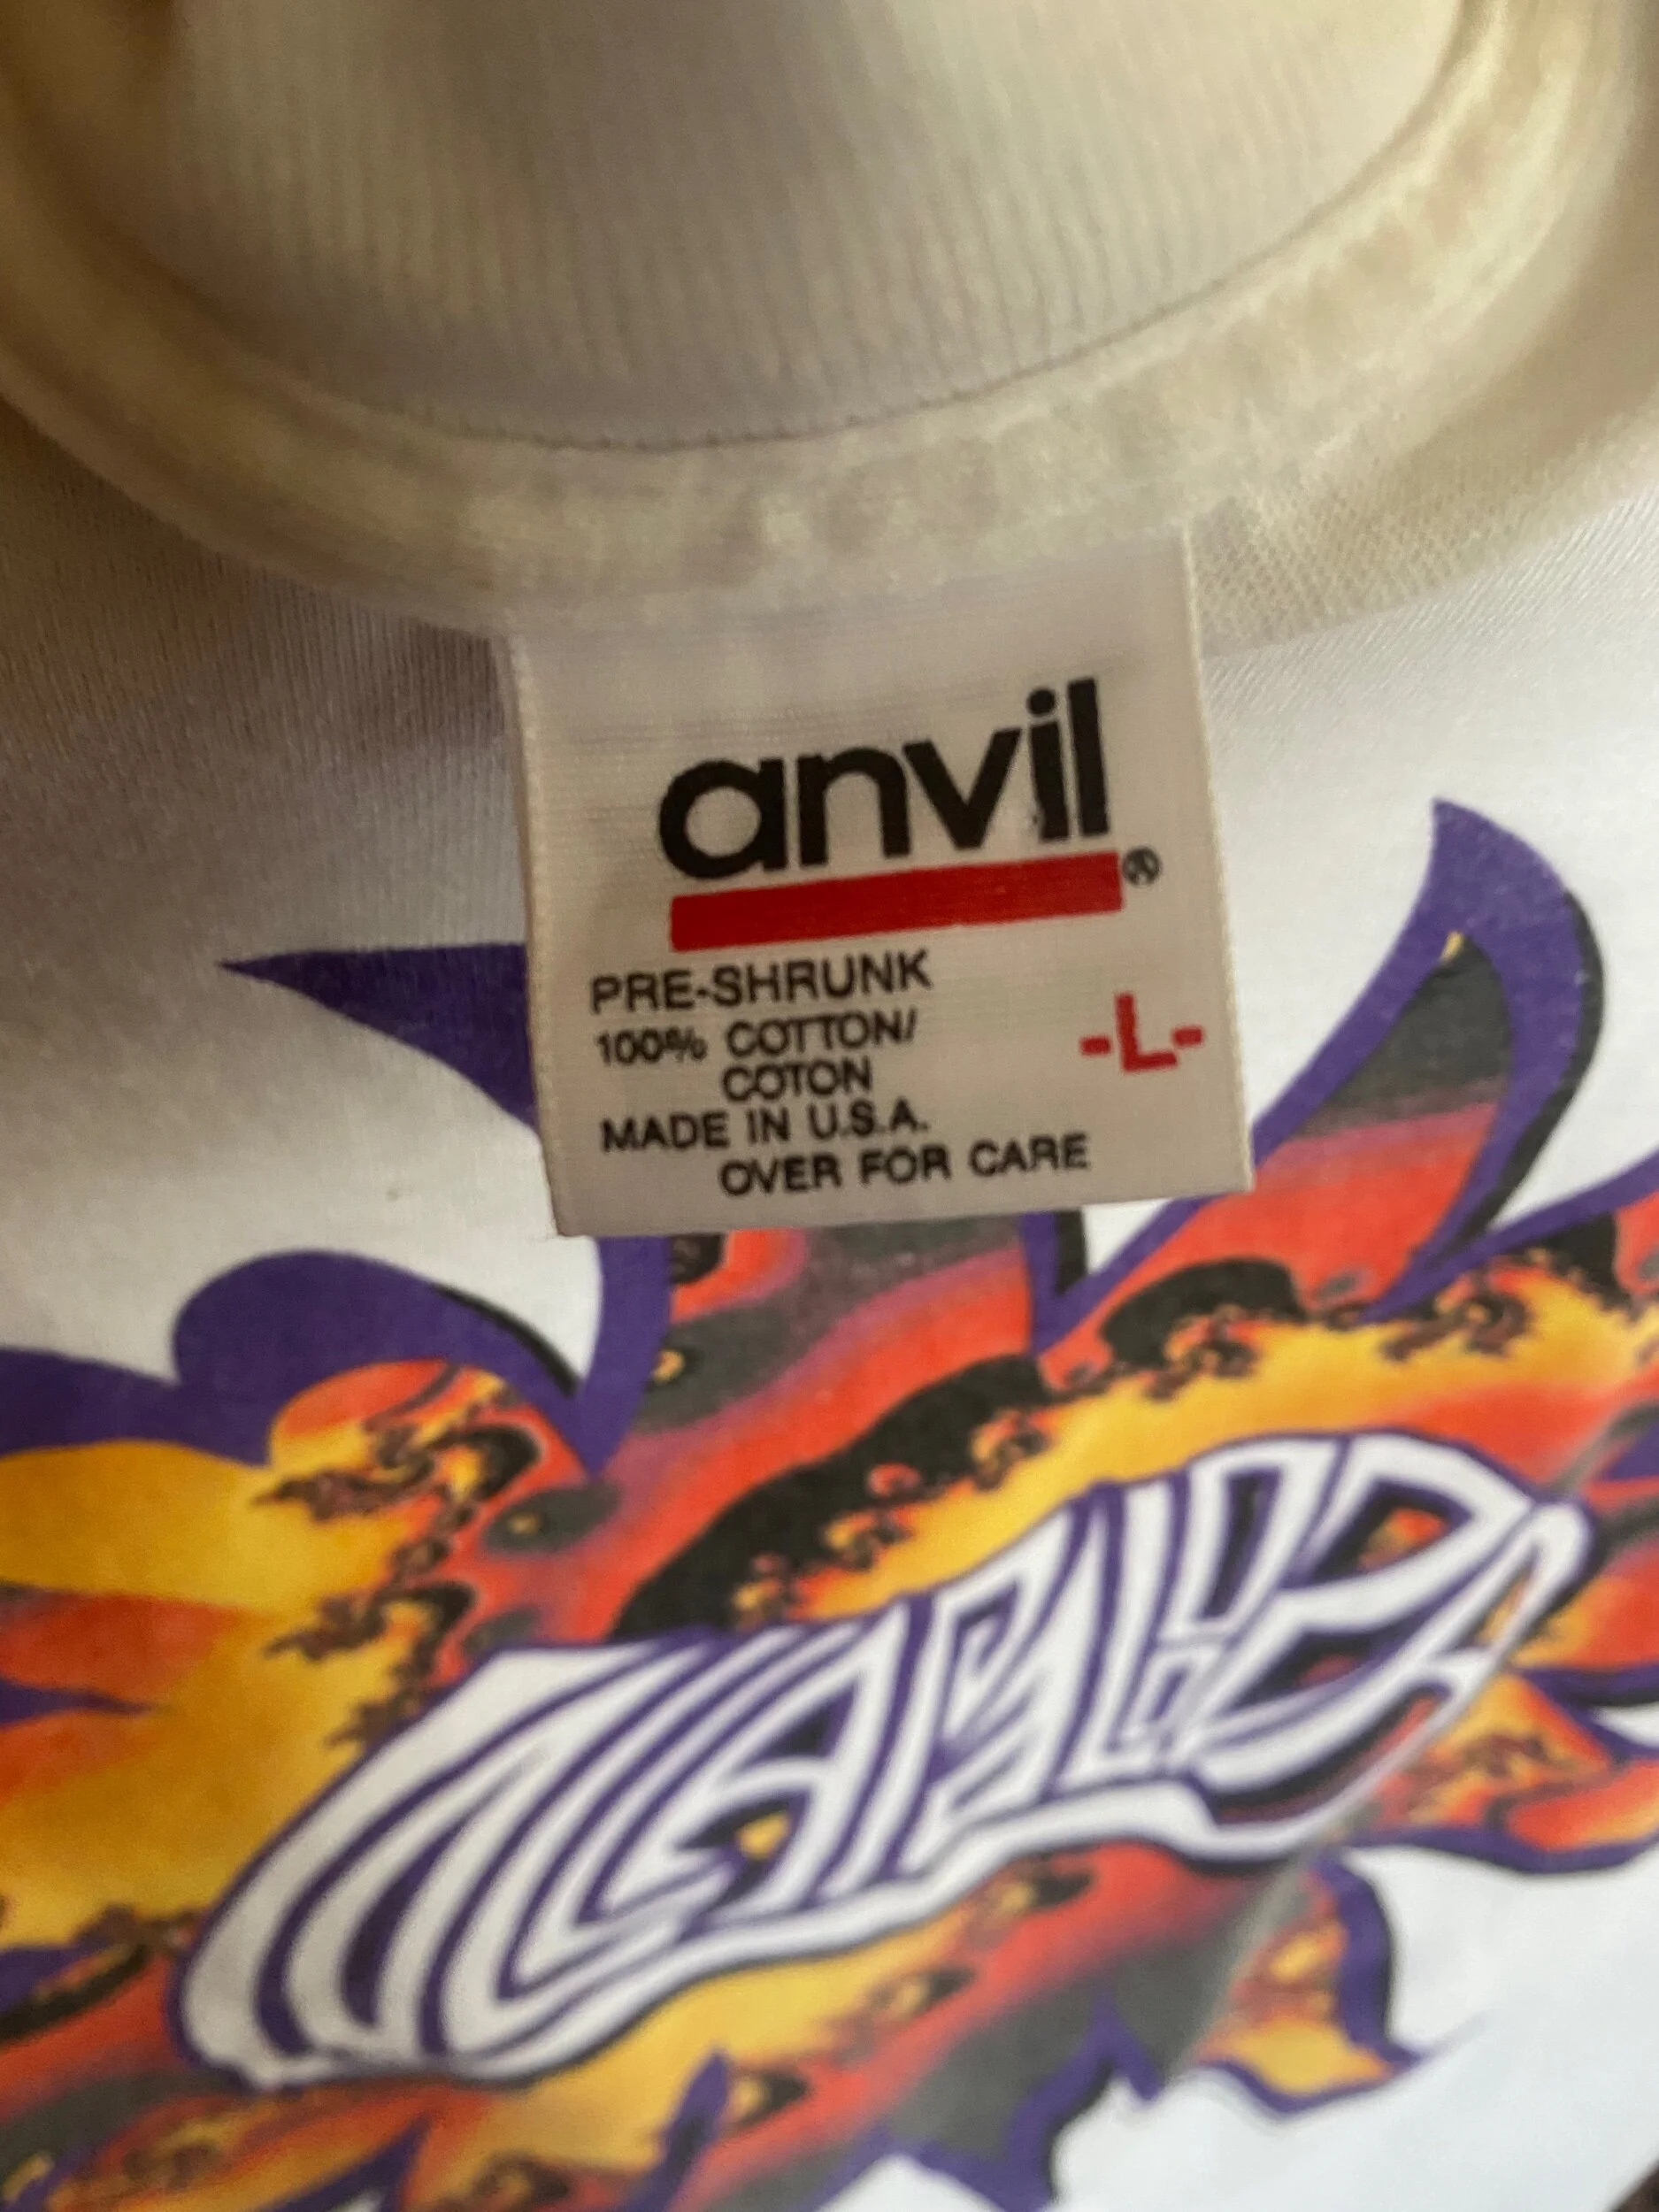 anvil®
PRE-SHRUNK
100% COTTON/
COTON
-L-
MADE IN U.S.A.
OVER FOR CARE